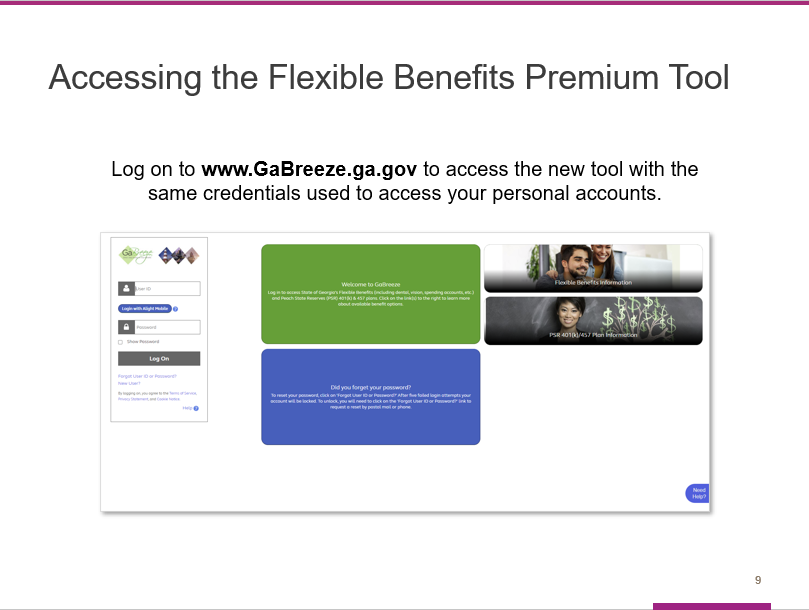 Accessing the Flexible Benefits Premium Tool
Log on to www.GaBreeze.ga.gov to access the new tool with the
same credentials used to access your personal accounts.
GaBreeze
User ID
Login with Alight Mobile ?
Password
Show Password
Log On
Forgot User ID or Password?
New User?
By logging on, you agree to the Terms of Service,
Privacy Statement, and Cookie Notice.
Help ?
Welcome to GaBreeze
Log in to access State of Georgia's Flexible Benefits (including dental, vision, spending accounts, etc.)
and Peach State Reserves (PSR) 401(k) & 457 plans. Click on the link(s) to the right to learn more
about available benefit options.
Did you forget your password?
To reset your password, click on 'Forgot User ID or Password?' After five failed login attempts your
account will be locked. To unlock, you will need to click on the 'Forgot User ID or Password?' link to
request a reset by postal mail or phone.
Flexible Benefits Information
PSR 401(k)/457 Plan Information
Need
Help?
9